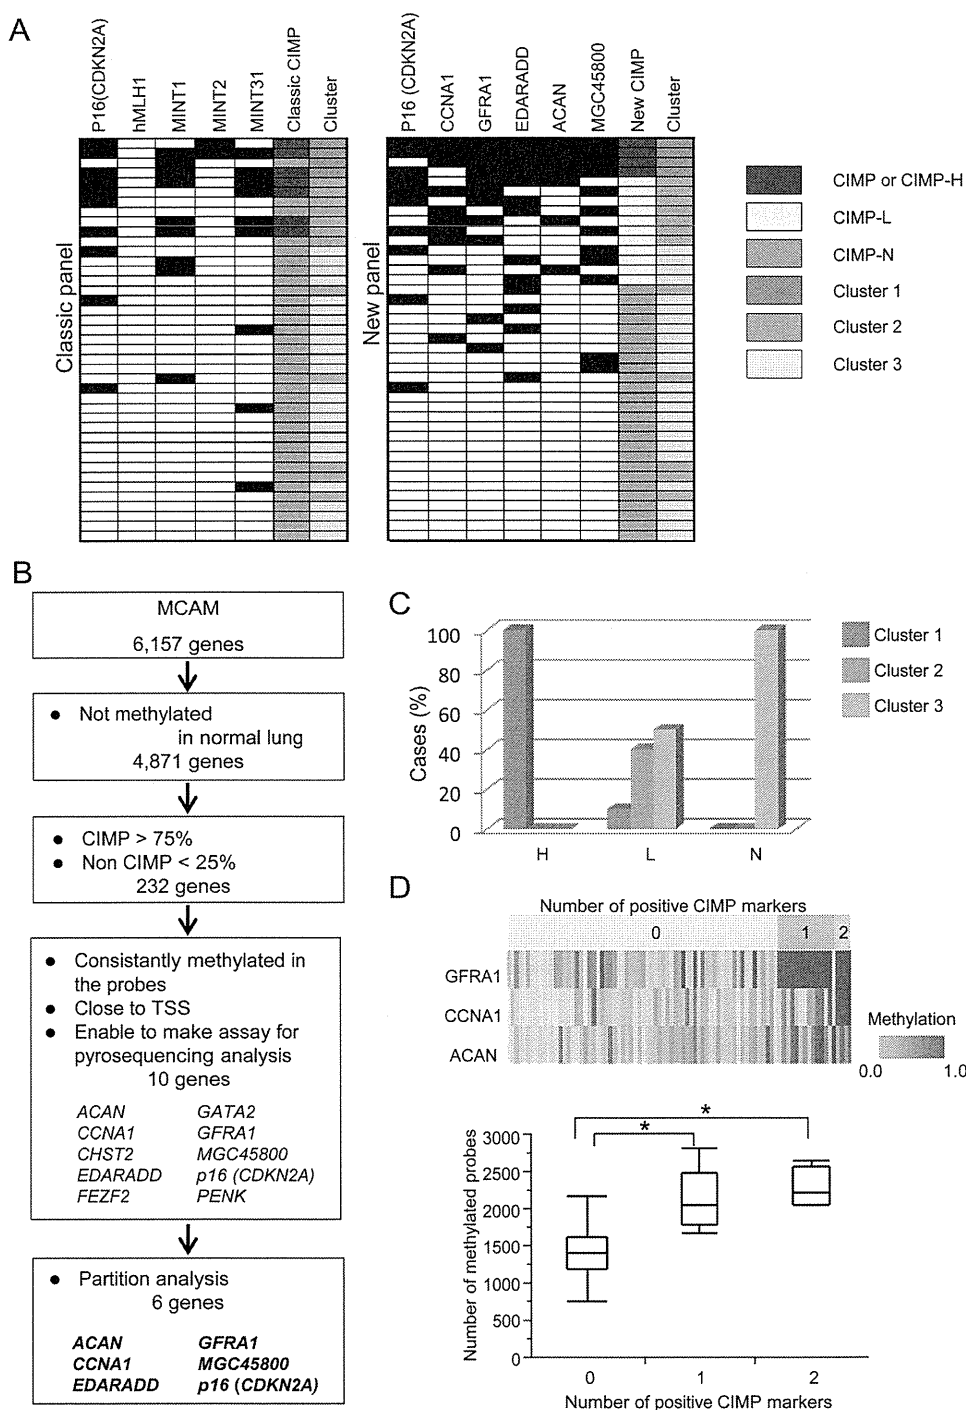 A
P16(CDKN2A)
hMLH1
MINT1
MINT2
MINT31
Classic CIMP
Cluster
Classic panel
P16 (CDKN2A)
CCNA1
GFRA1
EDARADD
ACAN
MGC45800
New CIMP
Cluster
New panel
CIMP or CIMP-H
CIMP-L
CIMP-N
Cluster 1
Cluster 2
Cluster 3
B
MCAM
6,157 genes
● Not methylated
in normal lung
4,871 genes
● CIMP > 75%
● Non CIMP < 25%
232 genes
● Consistantly methylated in
the probes
● Close to TSS
● Enable to make assay for
pyrosequencing analysis
10 genes
ACAN GATA2
CCNA1 GFRA1
CHST2 MGC45800
EDARADD p16 (CDKN2A)
FEZF2 PENK
● Partition analysis
6 genes
ACAN GFRA1
CCNA1 MGC45800
EDARADD p16 (CDKN2A)
C
Cases (%)
100
80
60
40
20
0
H L N
Cluster 1
Cluster 2
Cluster 3
D
Number of positive CIMP markers
0 1 2
GFRA1
CCNA1
ACAN
Methylation
0.0 1.0
* 
*
Number of methylated probes
3000
2500
2000
1500
1000
500
0
0 1 2
Number of positive CIMP markers